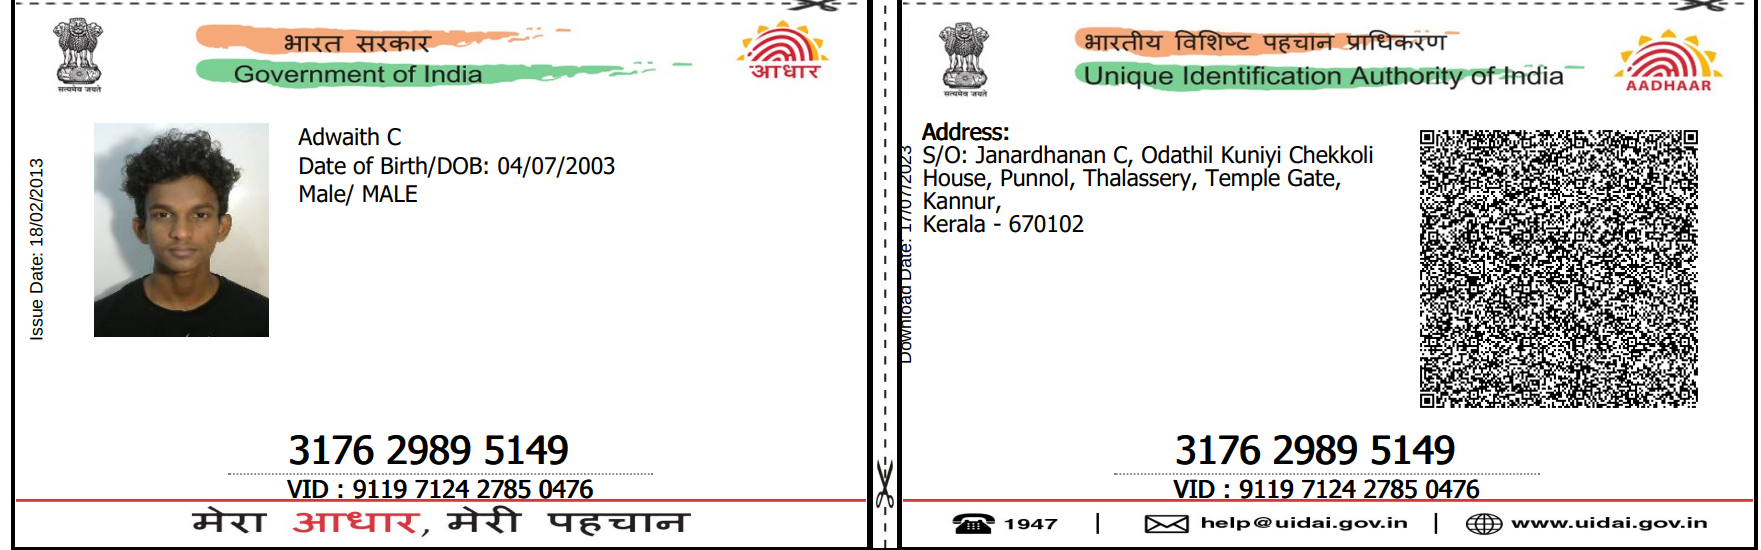 भारत सरकार
Government of India
सत्यमेव जयते
आधार
Issue Date: 18/02/2013
Adwaith C
Date of Birth/DOB: 04/07/2003
Male/ MALE
3176 2989 5149
VID : 9119 7124 2785 0476
मेरा आधार, मेरी पहचान
भारतीय विशिष्ट पहचान प्राधिकरण
Unique Identification Authority of India
सत्यमेव जयते
AADHAAR
Download Date: 17/07/2023
Address:
S/O: Janardhanan C, Odathil Kuniyi Chekkoli
House, Punnol, Thalassery, Temple Gate,
Kannur,
Kerala - 670102
3176 2989 5149
VID : 9119 7124 2785 0476
1947 | help@uidai.gov.in | www.uidai.gov.in